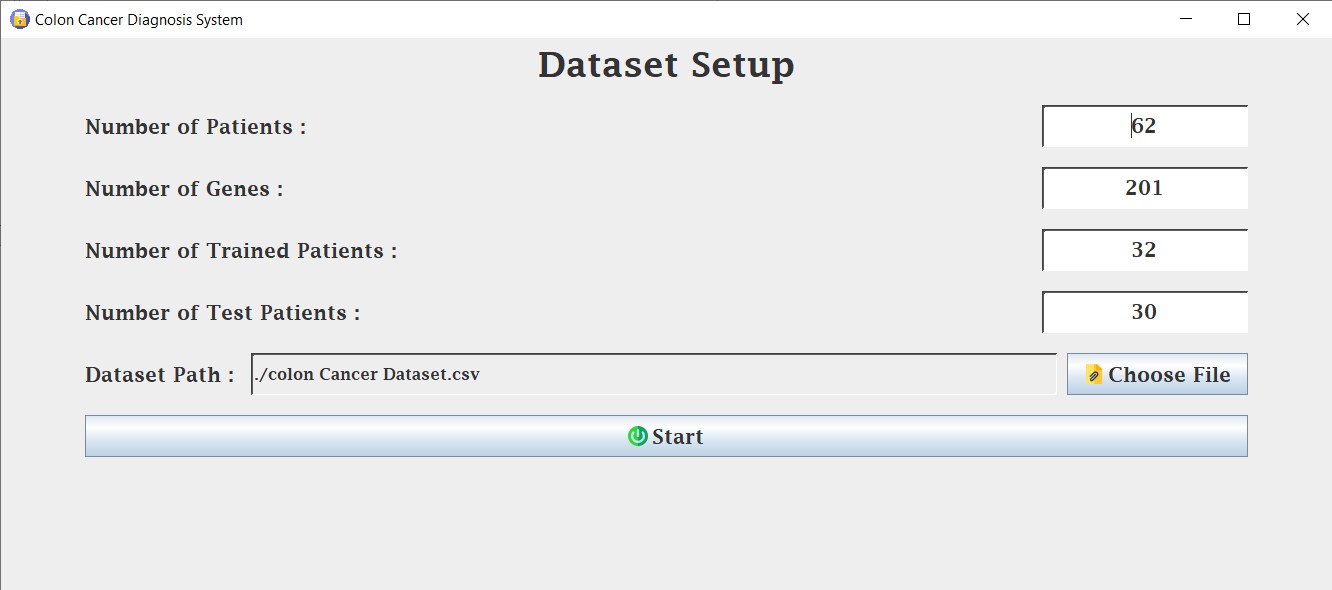 Colon Cancer Diagnosis System
Dataset Setup
Number of Patients : 62
Number of Genes : 201
Number of Trained Patients : 32
Number of Test Patients : 30
Dataset Path : ./colon Cancer Dataset.csv Choose File
Start